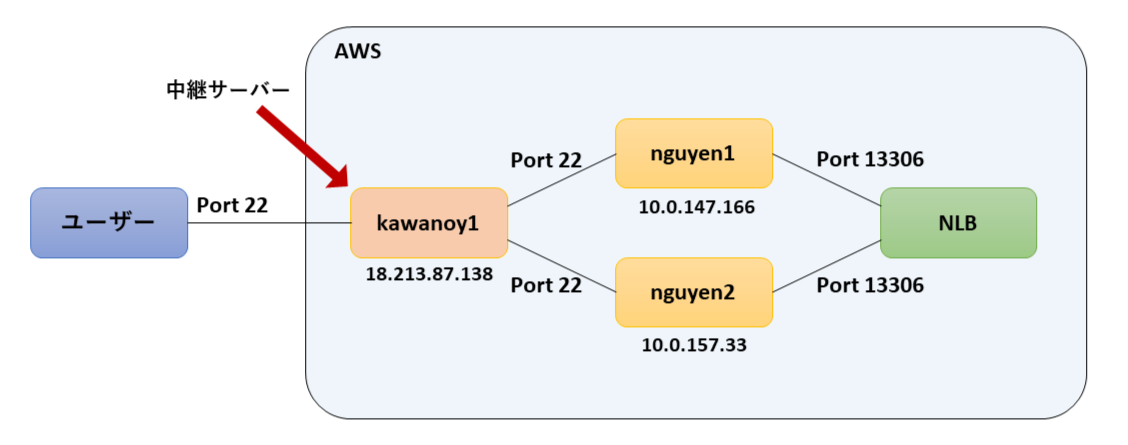 AWS
中継サーバー
ユーザー
Port 22
kawanoy1
18.213.87.138
Port 22
Port 22
nguyen1
10.0.147.166
nguyen2
10.0.157.33
Port 13306
Port 13306
NLB